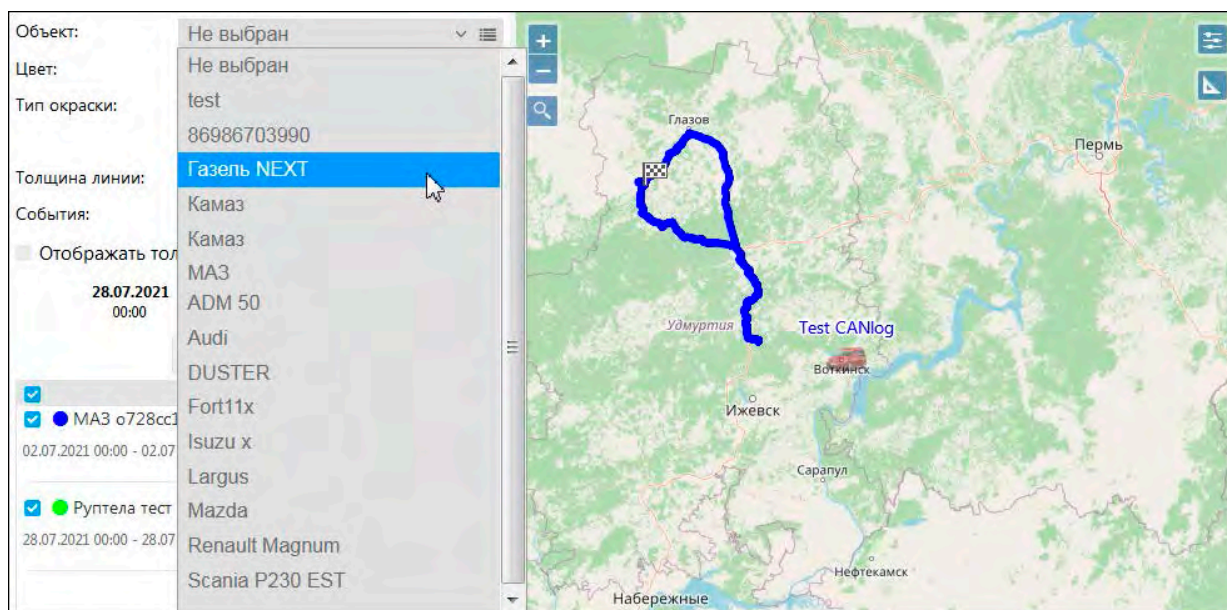 Объект:
Не выбран
Цвет:
Тип окраски:
Толщина линии:
События:
Отображать тол
28.07.2021
00:00
МАЗ о728сс1
02.07.2021 00:00 - 02.07
Руптела тест
28.07.2021 00:00 - 28.07
Не выбран
test
86986703990
Газель NEXT
Камаз
Камаз
МАЗ
ADM 50
Audi
DUSTER
Fort11x
Isuzu x
Largus
Mazda
Renault Magnum
Scania P230 EST
Глазов
Пермь
Удмуртия
Test CANlog
Воткинск
Ижевск
Сарапул
Нефтекамск
Набережные